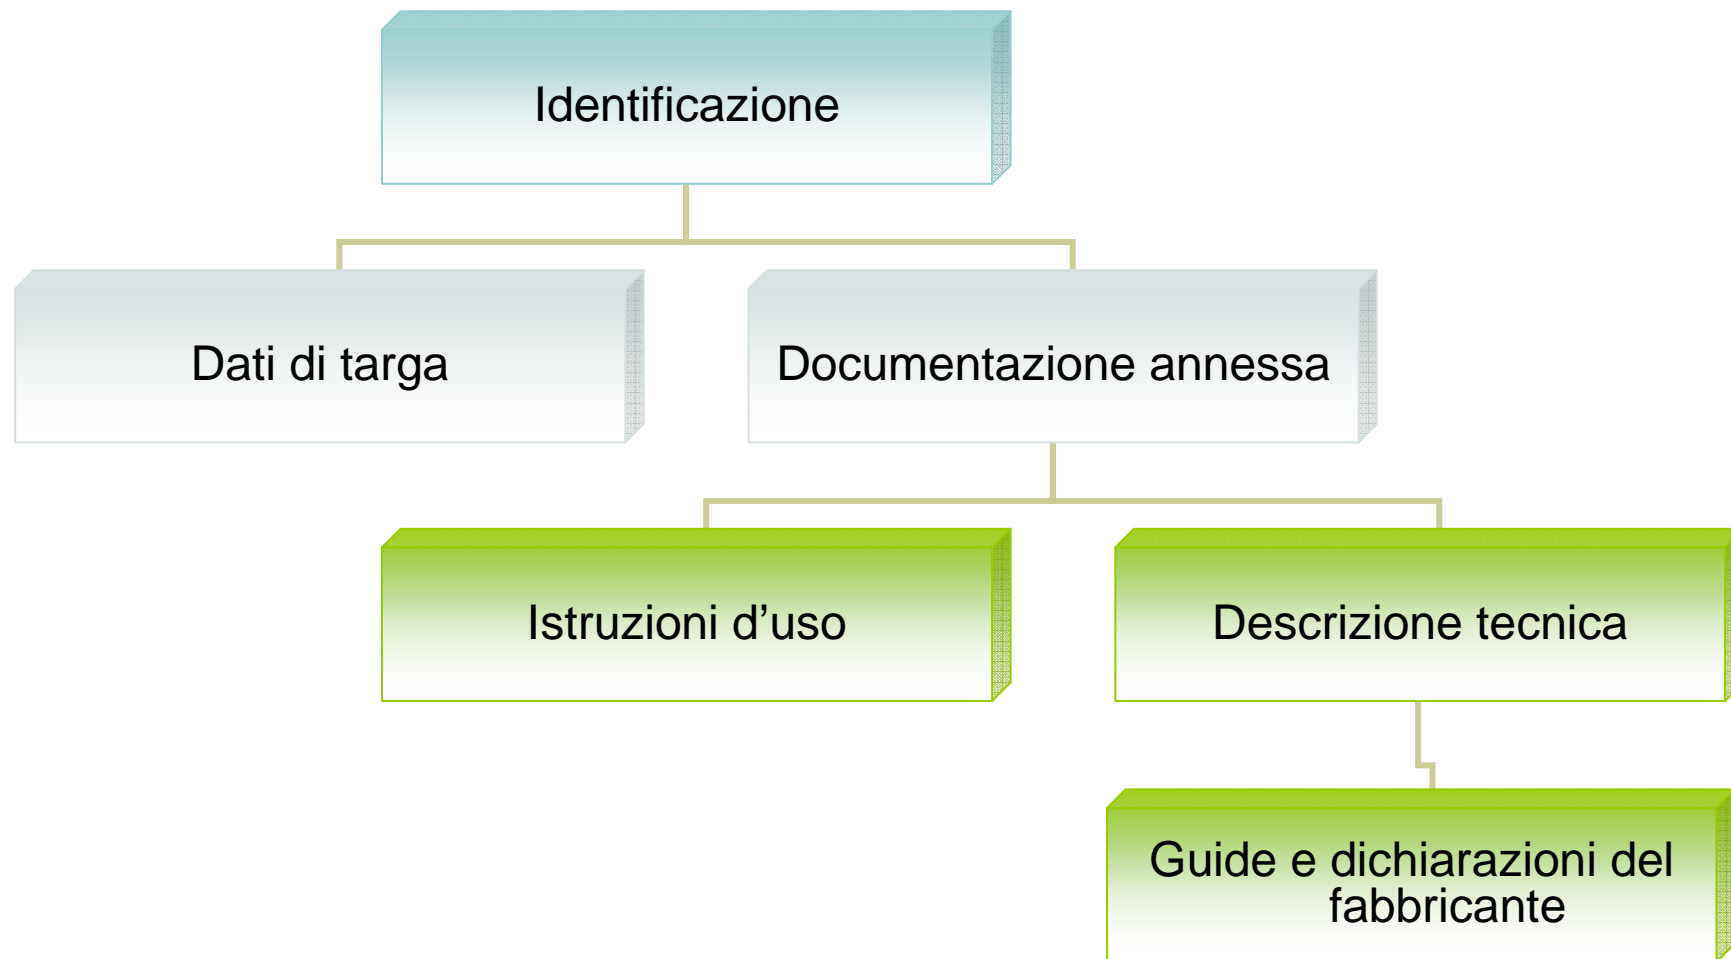 Identificazione
Dati di targa
Documentazione annessa
Istruzioni d’uso
Descrizione tecnica
Guide e dichiarazioni del
fabbricante